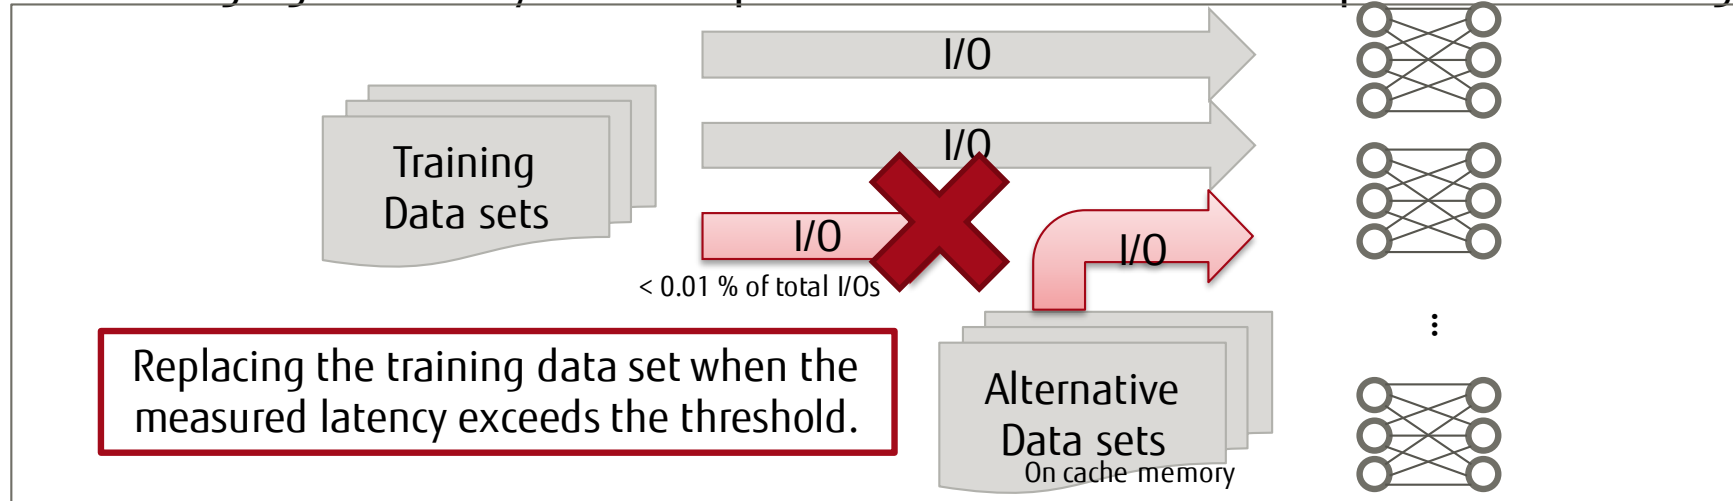 I/O
I/O
Training
Data sets
I/O
I/O
< 0.01 % of total I/Os
Replacing the training data set when the
measured latency exceeds the threshold.
Alternative
Data sets
On cache memory